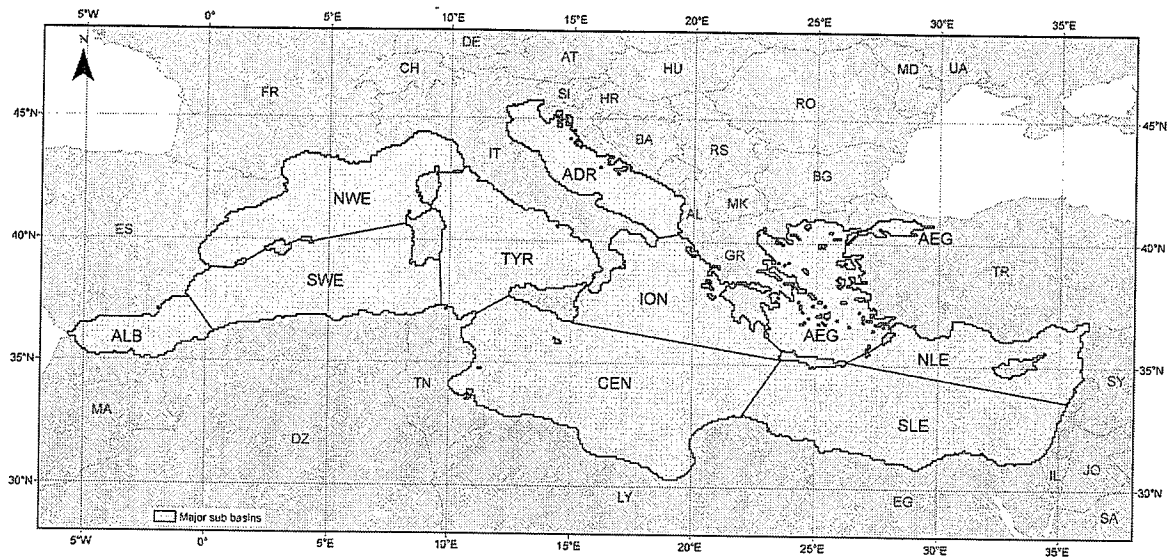 5°W 0° 5°E 10°E 15°E 20°E 25°E 30°E 35°E
N
DE
AT
CH
HU
MD
UA
FR
SI
HR
RO
45°N
45°N
BA
RS
IT
ADR
BG
NWE
AL
MK
ES
40°N
AEG
40°N
GR
TYR
TR
SWE
ION
ALB
AEG
NLE
35°N
35°N
TN
CEN
SY
MA
SLE
DZ
IL
JO
30°N
30°N
LY
EG
SA
Major sub basins
5°W 0° 5°E 10°E 15°E 20°E 25°E 30°E 35°E